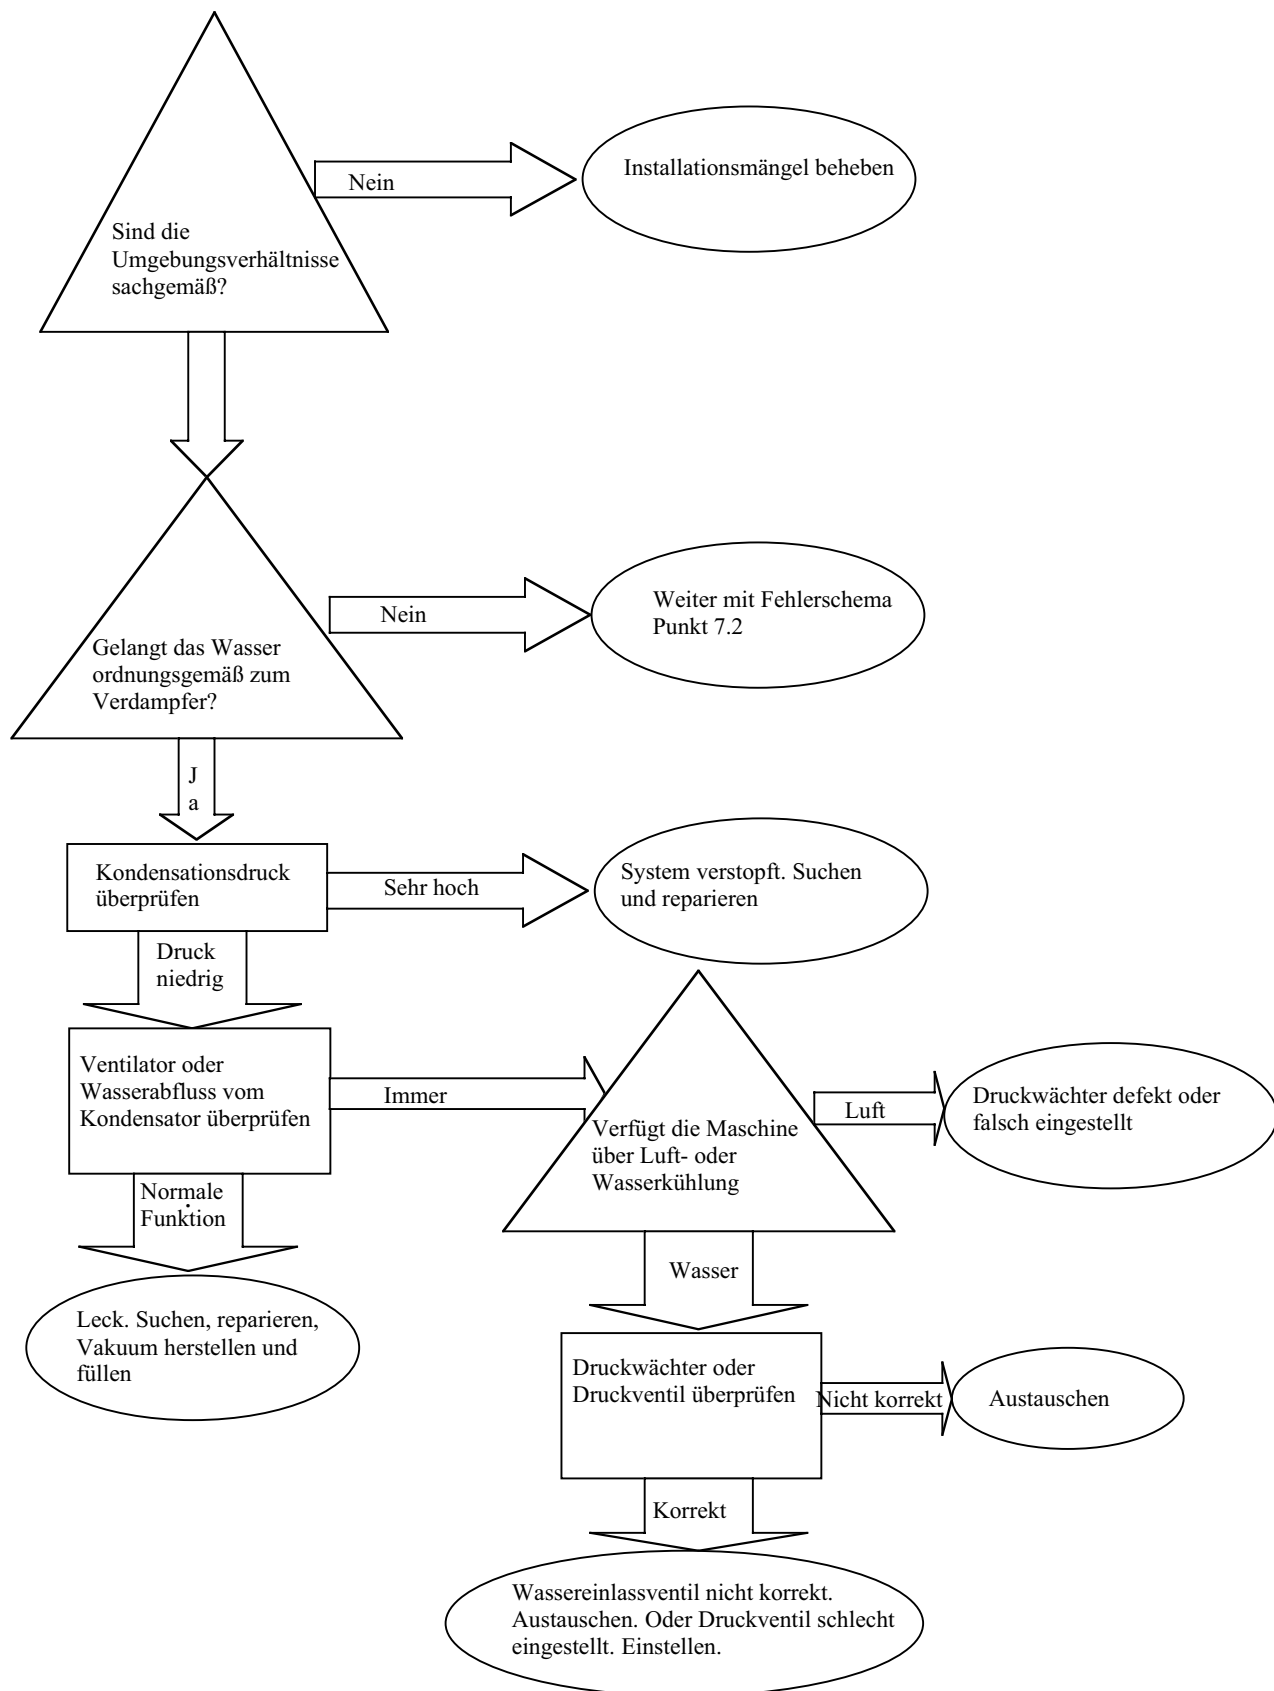 Installationsmängel beheben
Nein
Sind die
Umgebungsverhältnisse
sachgemäß?
Weiter mit Fehlerschema
Punkt 7.2
Nein
Gelangt das Wasser
ordnungsgemäß zum
Verdampfer?
J
a
Kondensationsdruck
überprüfen
Sehr hoch
System verstopft. Suchen
und reparieren
Druck
niedrig
Ventilator oder
Wasserabfluss vom
Kondensator überprüfen
Immer
Verfügt die Maschine
über Luft- oder
Wasserkühlung
Luft
Druckwächter defekt oder
falsch eingestellt
Normale
Funktion
Wasser
Leck. Suchen, reparieren,
Vakuum herstellen und
füllen
Druckwächter oder
Druckventil überprüfen
Nicht korrekt
Austauschen
Korrekt
Wassereinlassventil nicht korrekt.
Austauschen. Oder Druckventil schlecht
eingestellt. Einstellen.